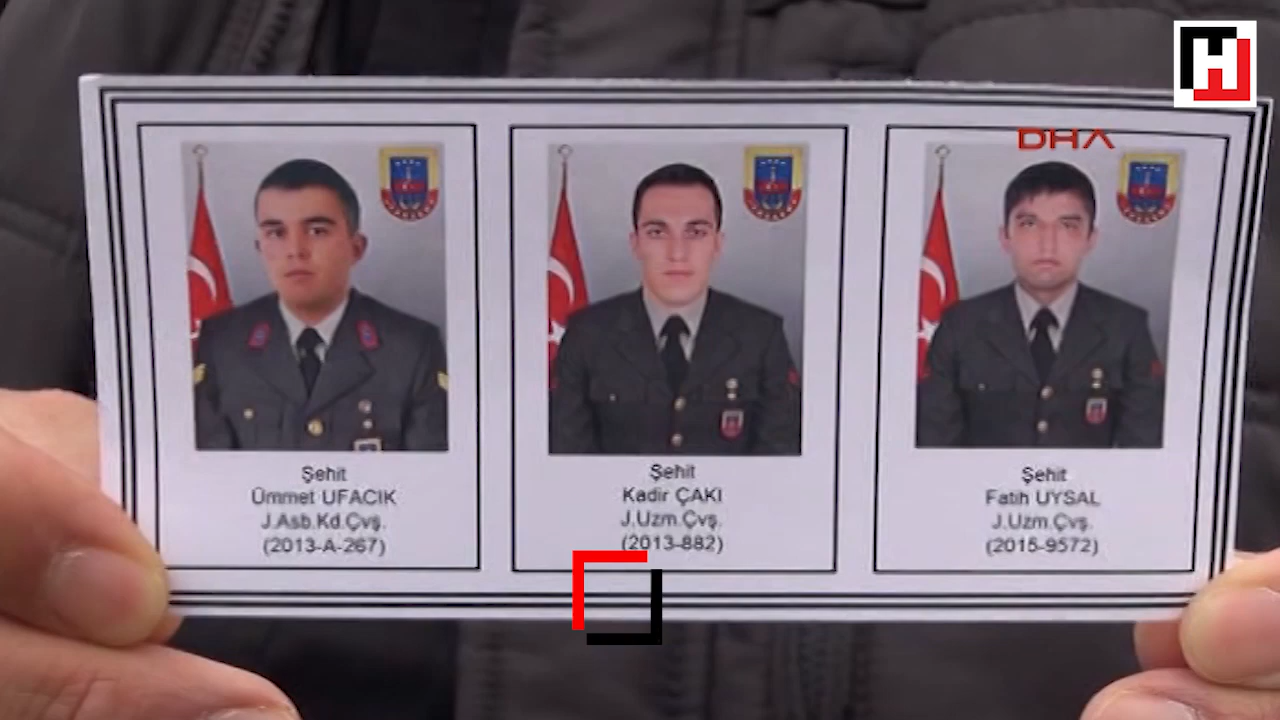 DHA
Şehit
Ümmet UFACIK
J.Asb.Kd.Çvş.
(2013-A-267)
Şehit
Kadir ÇAKI
J.Uzm.Çvş.
(2013-882)
Şehit
Fatih UYSAL
J.Uzm.Çvş.
(2015-9572)